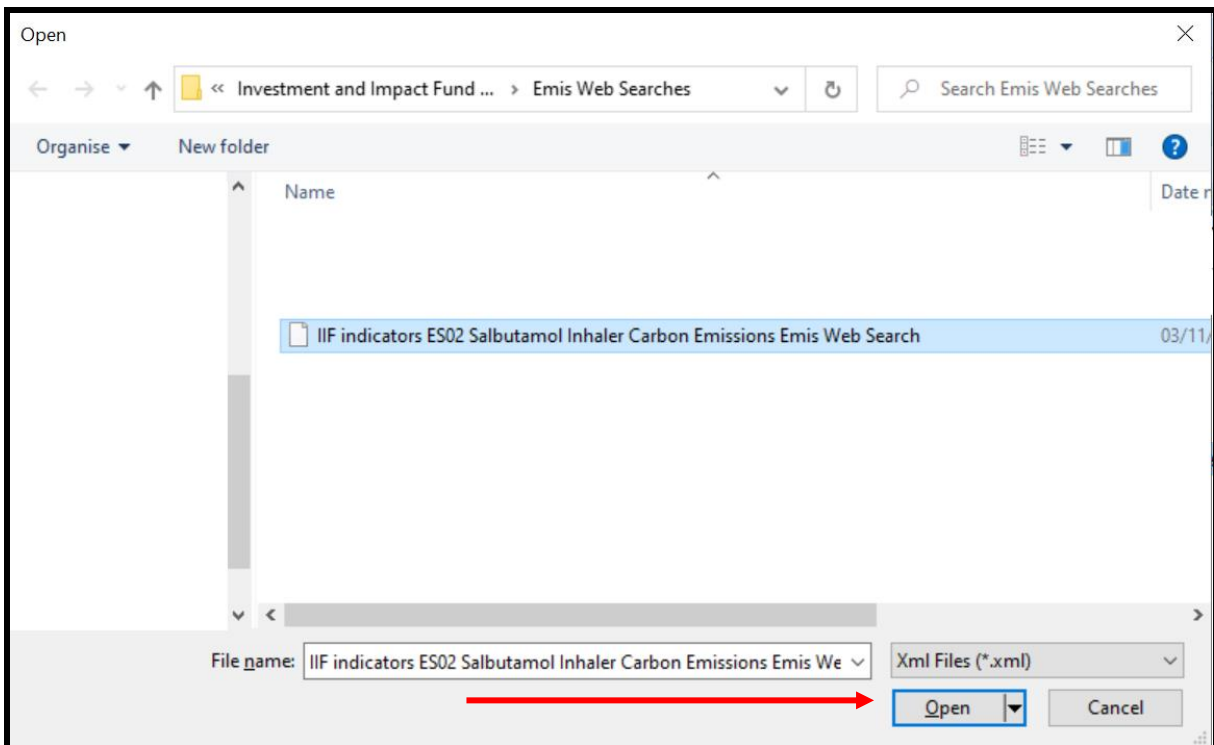 Open
« Investment and Impact Fund ... › Emis Web Searches
Search Emis Web Searches
Organise
New folder
Name
Date
IIF indicators ES02 Salbutamol Inhaler Carbon Emissions Emis Web Search
03/11/
File name: IIF indicators ES02 Salbutamol Inhaler Carbon Emissions Emis We
Xml Files (*.xml)
Open
Cancel